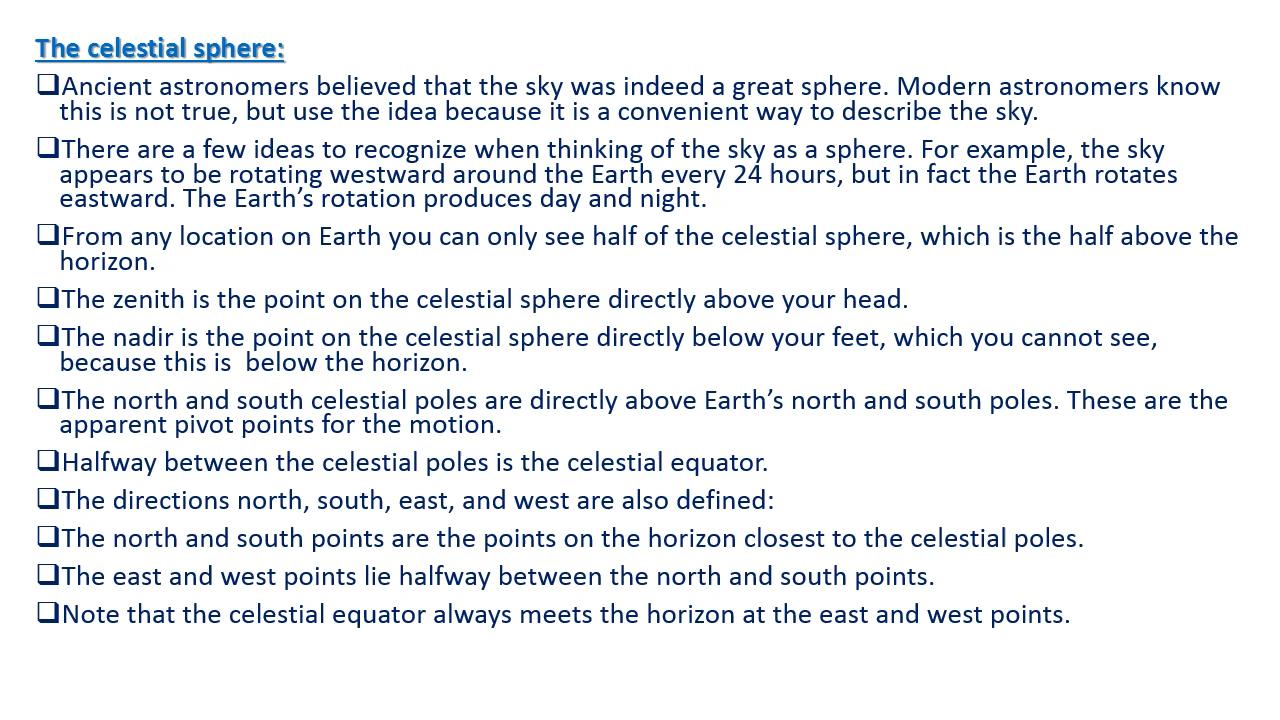 The celestial sphere:
❑Ancient astronomers believed that the sky was indeed a great sphere. Modern astronomers know
this is not true, but use the idea because it is a convenient way to describe the sky.
❑There are a few ideas to recognize when thinking of the sky as a sphere. For example, the sky
appears to be rotating westward around the Earth every 24 hours, but in fact the Earth rotates
eastward. The Earth’s rotation produces day and night.
❑From any location on Earth you can only see half of the celestial sphere, which is the half above the
horizon.
❑The zenith is the point on the celestial sphere directly above your head.
❑The nadir is the point on the celestial sphere directly below your feet, which you cannot see,
because this is  below the horizon.
❑The north and south celestial poles are directly above Earth’s north and south poles. These are the
apparent pivot points for the motion.
❑Halfway between the celestial poles is the celestial equator.
❑The directions north, south, east, and west are also defined:
❑The north and south points are the points on the horizon closest to the celestial poles.
❑The east and west points lie halfway between the north and south points.
❑Note that the celestial equator always meets the horizon at the east and west points.